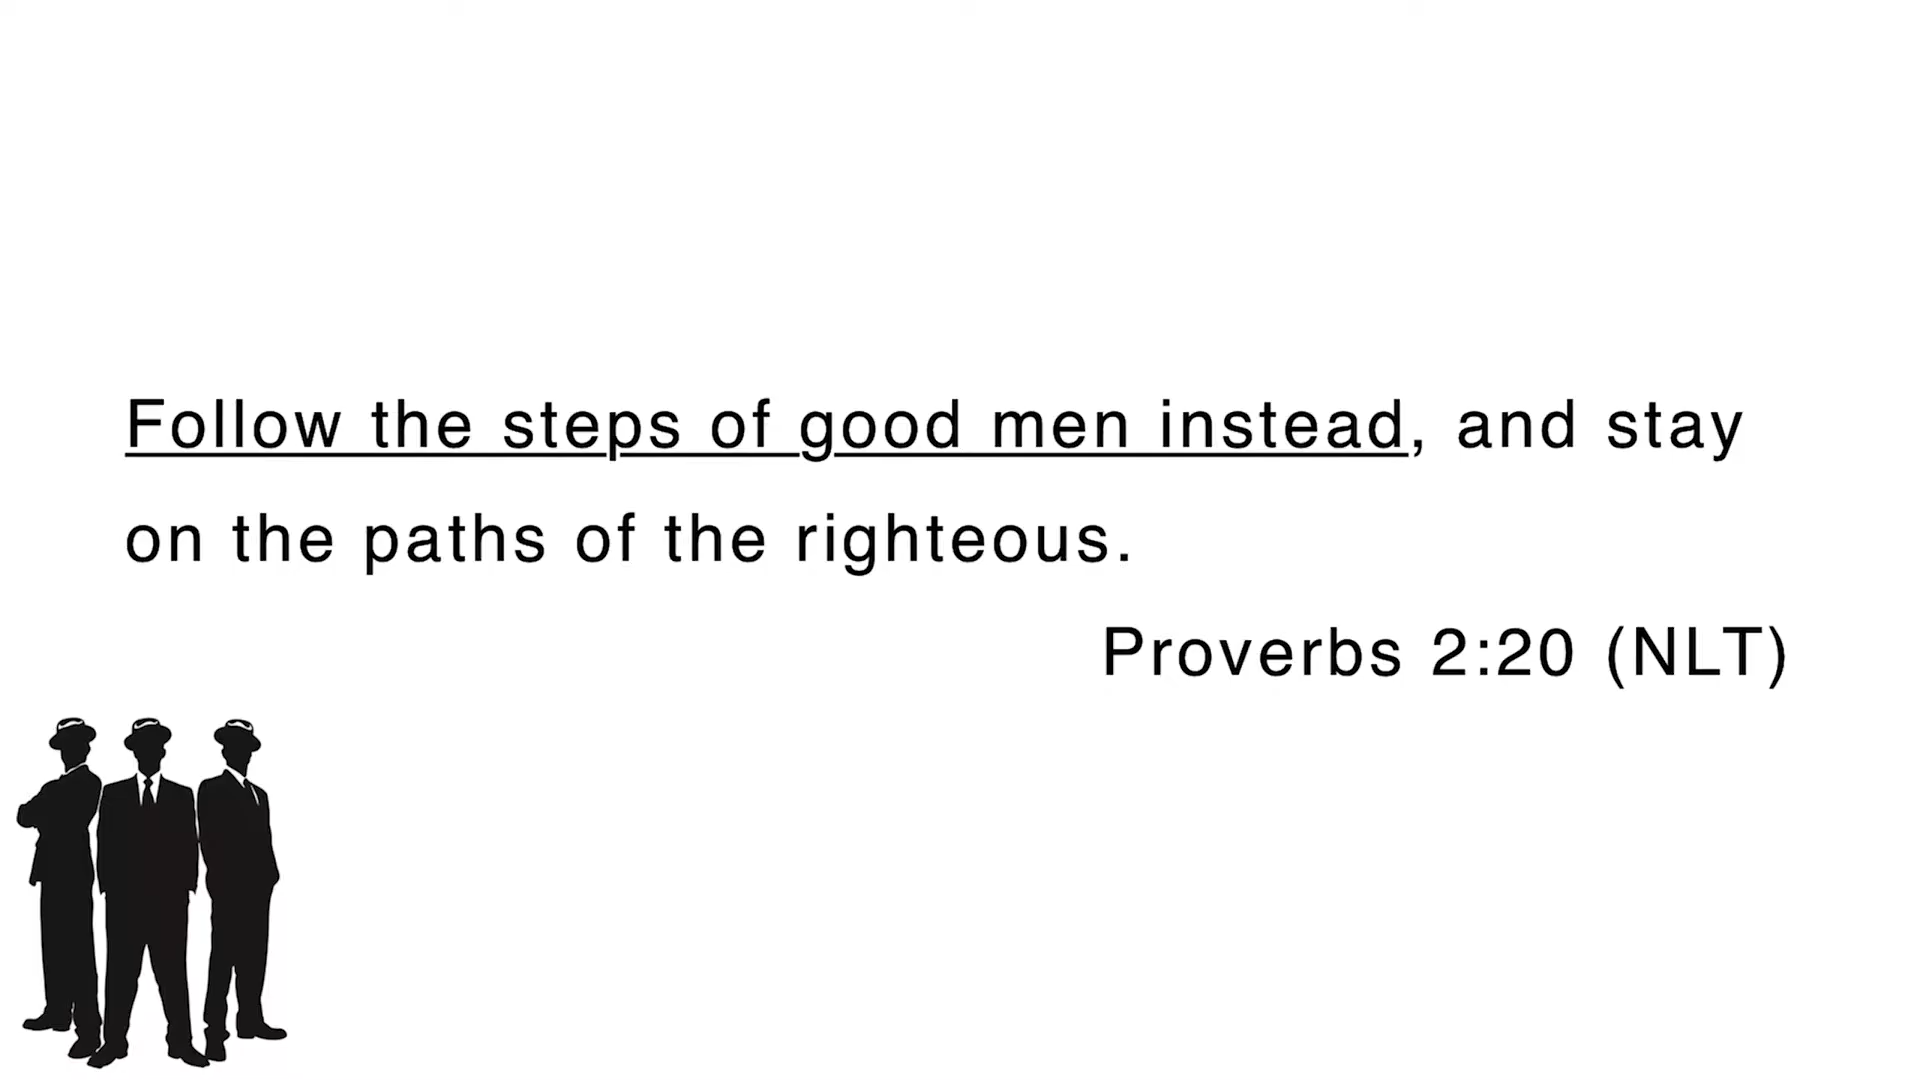 Follow the steps of good men instead, and stay
on the paths of the righteous.
Proverbs 2:20 (NLT)